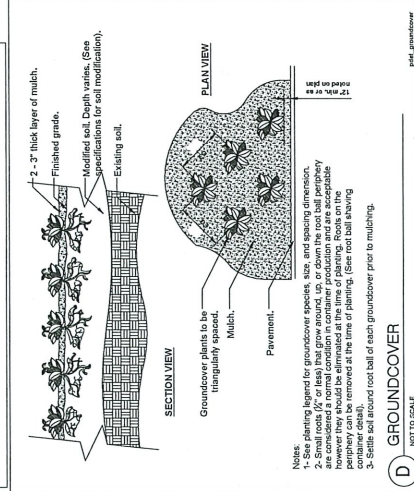 2 - 3" thick layer of mulch.
Finished grade.
Modified soil. Depth varies. (See
specifications for soil modification).
Existing soil.
SECTION VIEW
PLAN VIEW
Groundcover plants to be
triangularly spaced.
Mulch.
Pavement.
12" min. or as
noted on plan
Notes:
1- See planting legend for groundcover species, size, and spacing dimension.
2- Small roots (¼" or less) that grow around, up, or down the root ball periphery
are considered a normal condition in container production and are acceptable
however they should be eliminated at the time of planting. Roots on the
periphery can be removed at the time of planting. (See root ball shaving
container detail).
3- Settle soil around root ball of each groundcover prior to mulching.
D
GROUNDCOVER
NOT TO SCALE
pdel_groundcover